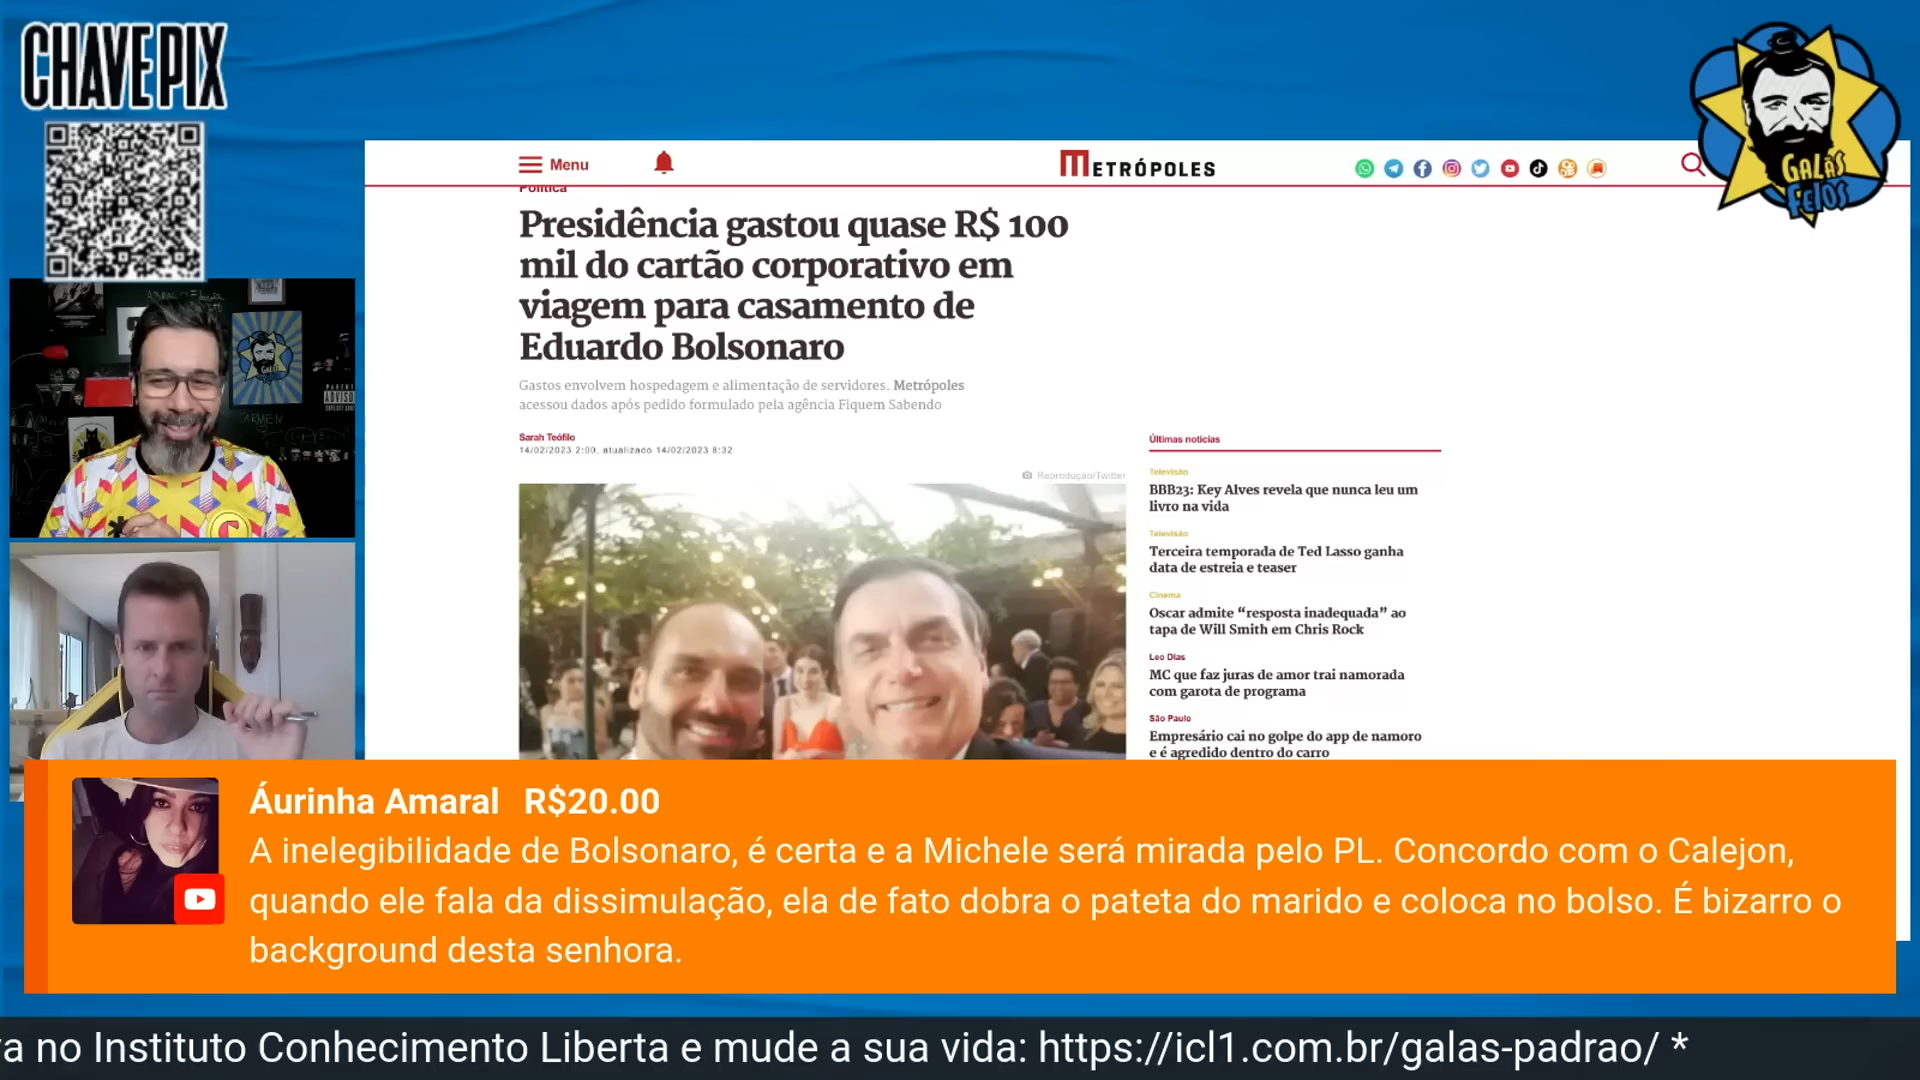 CHAVE PIX
GALÃS
FEIOS
Menu
METRÓPOLES
Política
Presidência gastou quase R$ 100
mil do cartão corporativo em
viagem para casamento de
Eduardo Bolsonaro
Gastos envolvem hospedagem e alimentação de servidores. Metrópoles
acessou dados após pedido formulado pela agência Fiquem Sabendo
Sarah Teófilo
14/02/2023 2:00, atualizado 14/02/2023 8:32
Reprodução/Twitter
Últimas notícias
Televisão
BBB23: Key Alves revela que nunca leu um
livro na vida
Televisão
Terceira temporada de Ted Lasso ganha
data de estreia e teaser
Cinema
Oscar admite “resposta inadequada” ao
tapa de Will Smith em Chris Rock
Leo Dias
MC que faz juras de amor trai namorada
com garota de programa
São Paulo
Empresário cai no golpe do app de namoro
e é agredido dentro do carro
Áurinha Amaral R$20.00
A inelegibilidade de Bolsonaro, é certa e a Michele será mirada pelo PL. Concordo com o Calejon,
quando ele fala da dissimulação, ela de fato dobra o pateta do marido e coloca no bolso. É bizarro o
background desta senhora.
va no Instituto Conhecimento Liberta e mude a sua vida: https://icl1.com.br/galas-padrao/ *